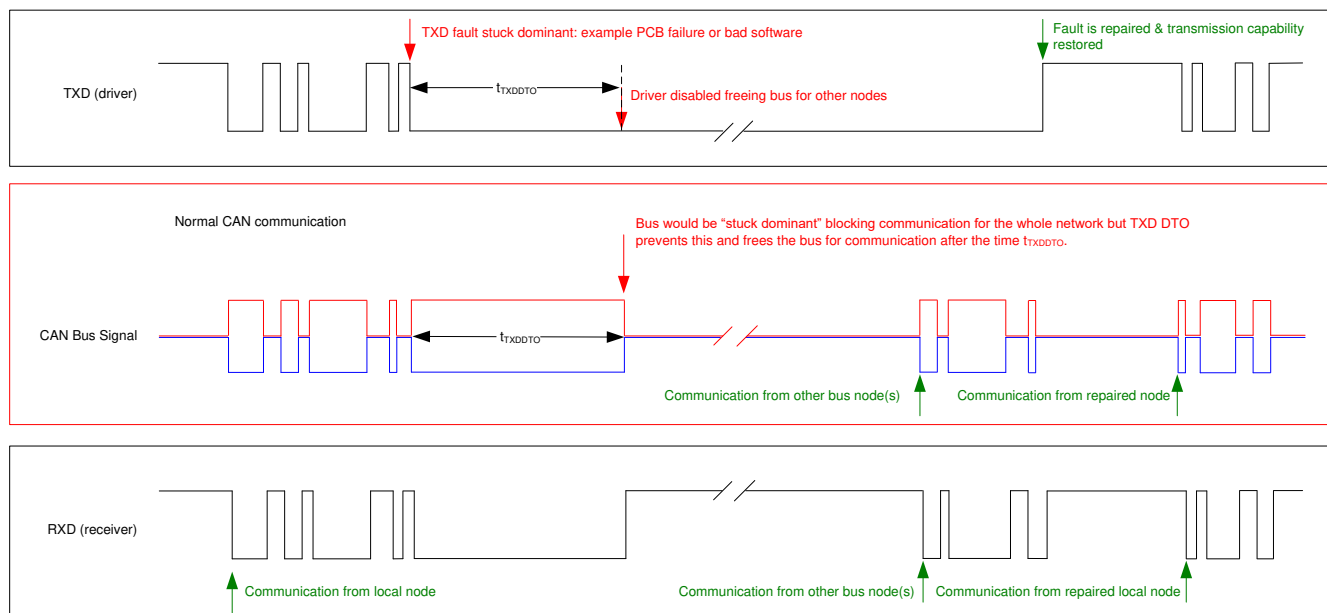 TXD fault stuck dominant: example PCB failure or bad software
Fault is repaired & transmission capability
restored
TXD (driver)
tTXDDTO
Driver disabled freeing bus for other nodes
Normal CAN communication
Bus would be “stuck dominant” blocking communication for the whole network but TXD DTO
prevents this and frees the bus for communication after the time tTXDDTO.
CAN Bus Signal
tTXDDTO
Communication from other bus node(s)
Communication from repaired node
RXD (receiver)
Communication from local node
Communication from other bus node(s)
Communication from repaired local node